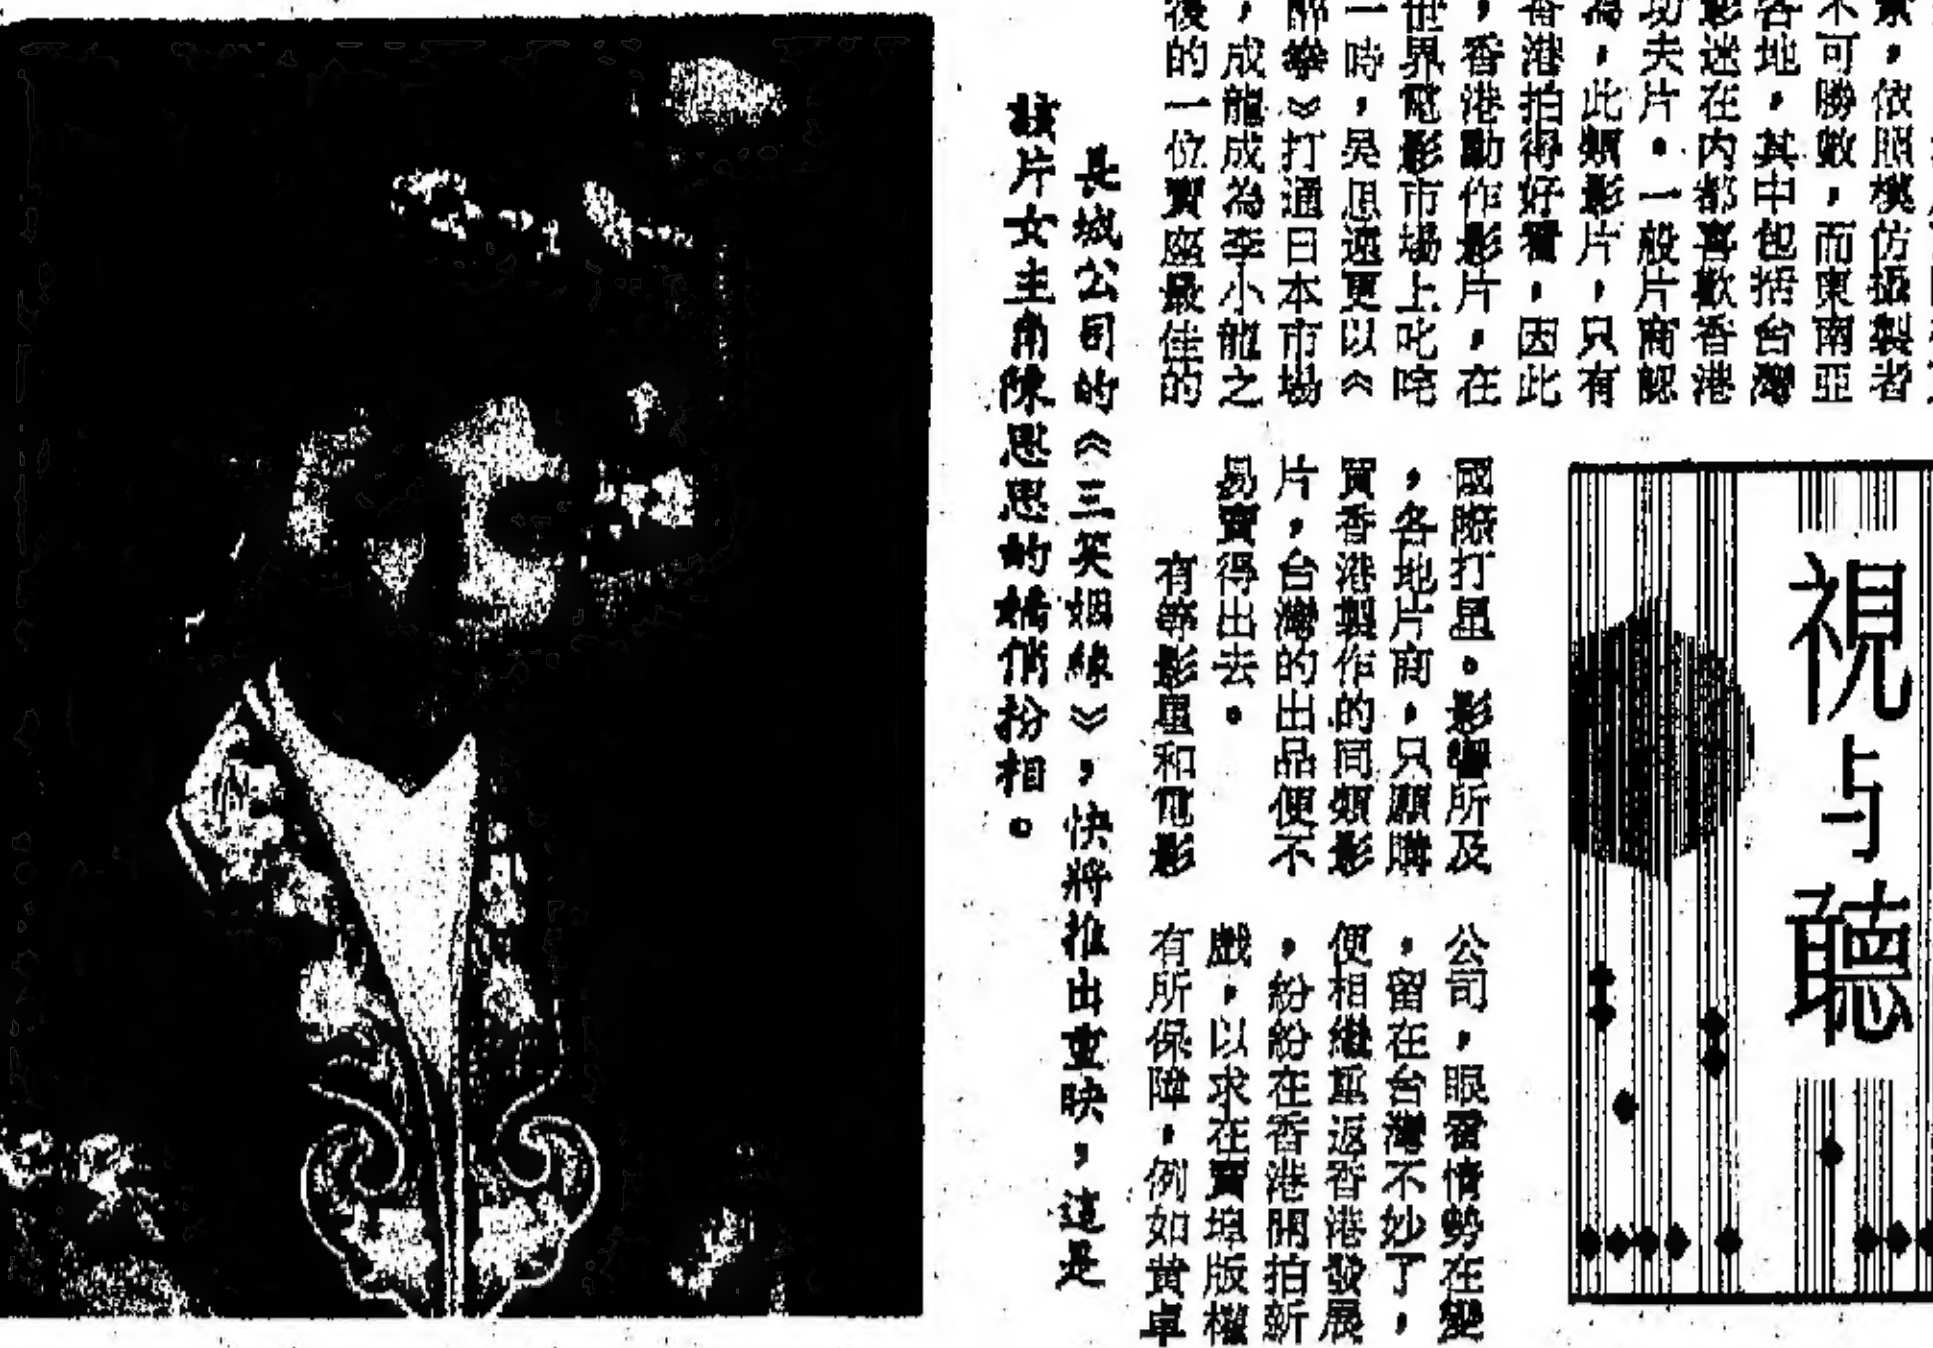 ，依照模仿攝製者
不可勝數，而東南亞
各地，其中包括台灣
影迷在內都喜歡香港
功夫片。一般片商認
為，此類影片，只有
香港拍得好看，因此
，香港動作影片，在
世界電影市場上叱咤
一時，吳思遠更以《
醉拳》打通日本市場
，成龍成為李小龍之
後的一位賣座最佳的
國際打星。影響所及
，各地片商，只願購
買香港製作的同類影
片，台灣的出品便不
易賣得出去。
有等影星和電影
公司，眼看情勢在變
，留在台灣不妙了，
便相繼重返香港發展
，紛紛在香港開拍新
戲，以求在賣埠版權
有所保障，例如黃卓
視与聽
長城公司的《三笑姻緣》，快將推出重映，這是
該片女主角陳思思的嬌俏扮相。